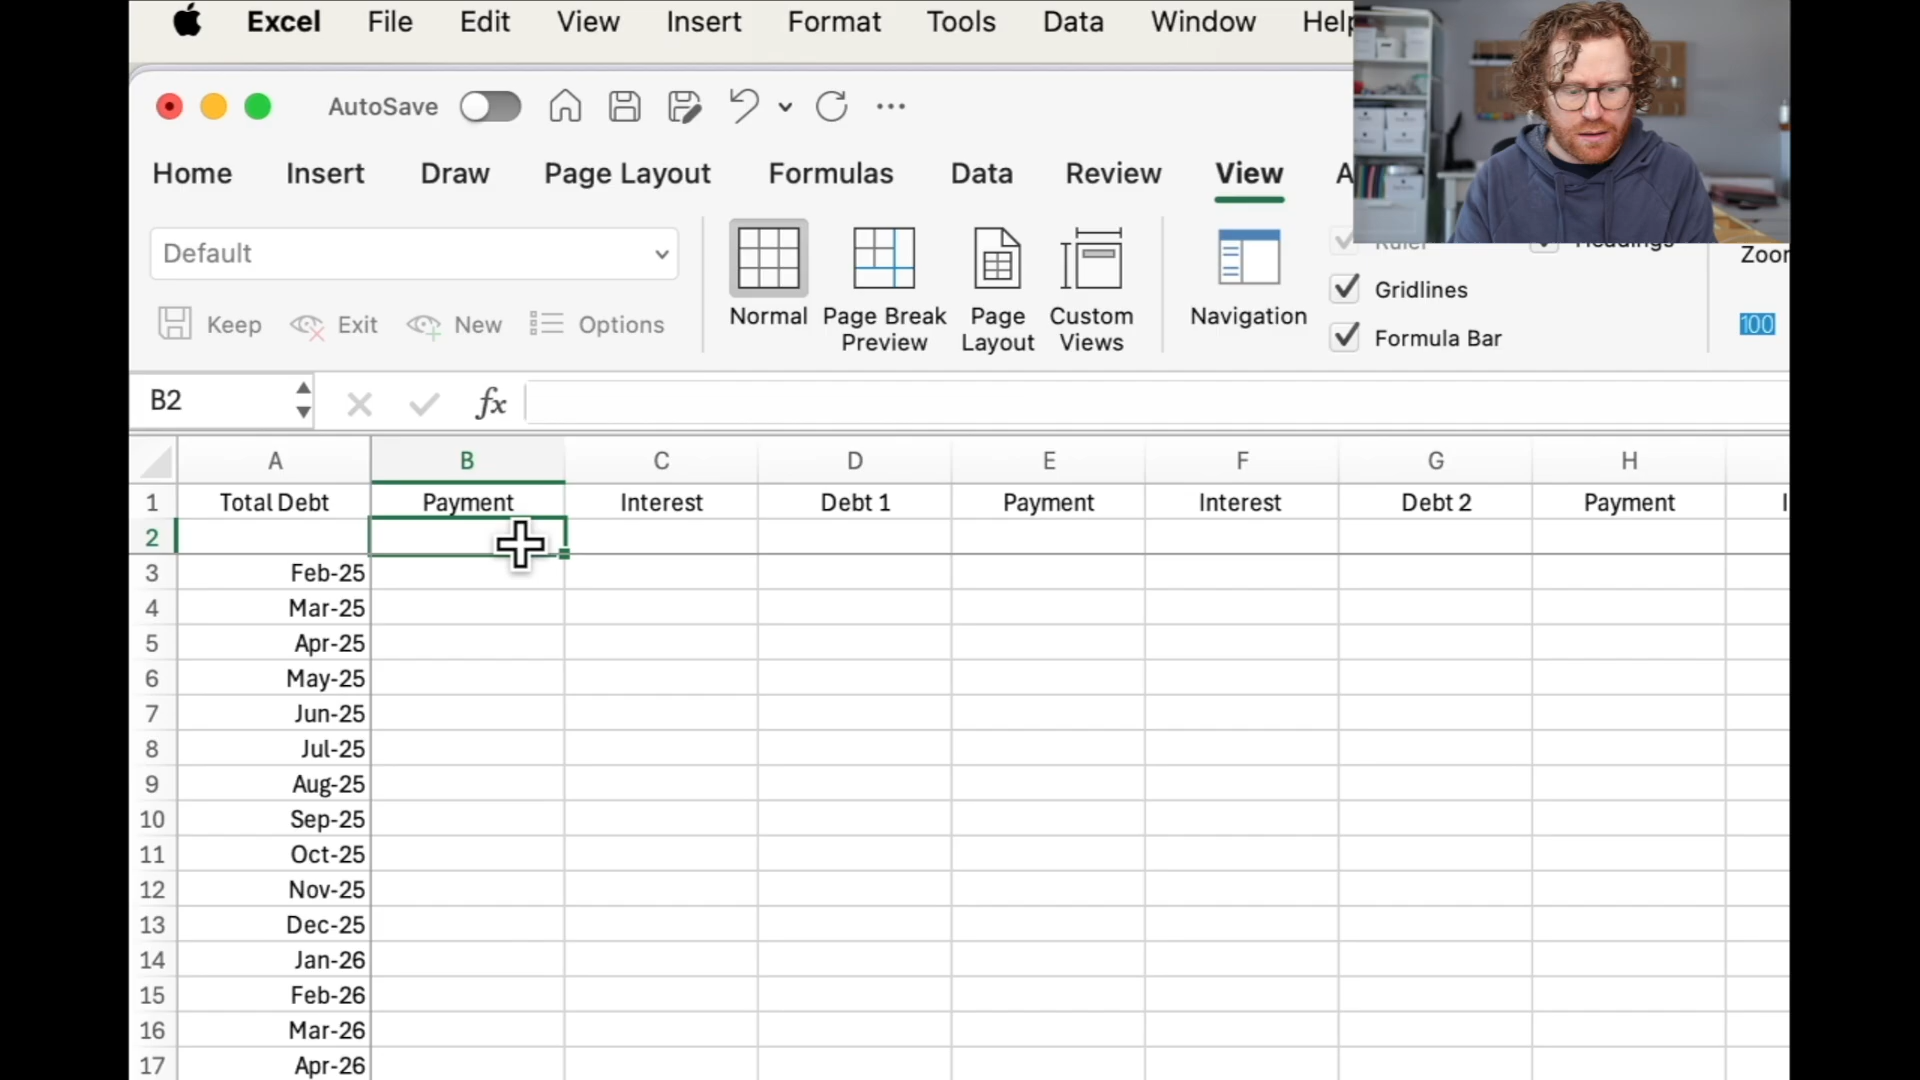 Excel File Edit View Insert Format Tools Data Window Help
AutoSave
Home Insert Draw Page Layout Formulas Data Review View
Default
Keep Exit New Options
Normal
Page Break
Preview
Page
Layout
Custom
Views
Navigation
Ruler
Headings
Gridlines
Formula Bar
100
B2
fx
A B C D E F G H
1 Total Debt Payment Interest Debt 1 Payment Interest Debt 2 Payment
2
3 Feb-25
4 Mar-25
5 Apr-25
6 May-25
7 Jun-25
8 Jul-25
9 Aug-25
10 Sep-25
11 Oct-25
12 Nov-25
13 Dec-25
14 Jan-26
15 Feb-26
16 Mar-26
17 Apr-26